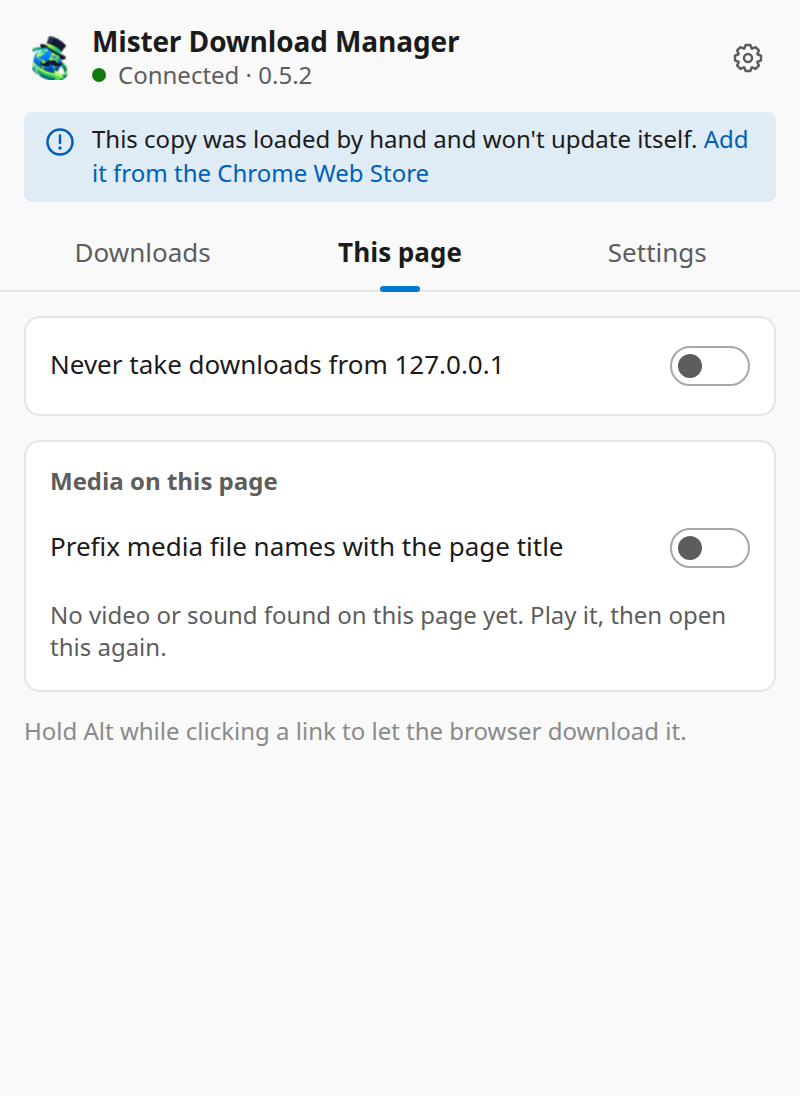 Mister Download Manager
Connected · 0.5.2
This copy was loaded by hand and won't update itself. Add
it from the Chrome Web Store
Downloads
This page
Settings
Never take downloads from 127.0.0.1
Media on this page
Prefix media file names with the page title
No video or sound found on this page yet. Play it, then open
this again.
Hold Alt while clicking a link to let the browser download it.